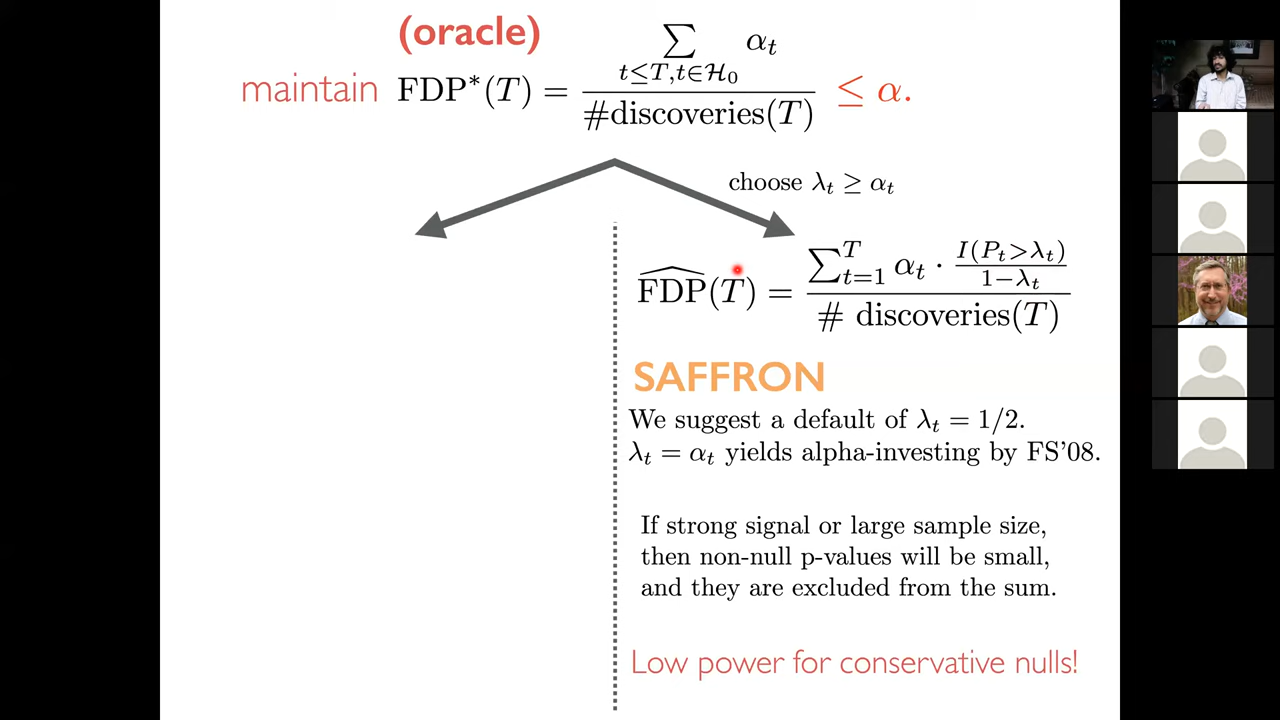 (oracle)
maintain FDP*(T) = ∑_{t≤T,t∈ℋ₀} α_t / #discoveries(T) ≤ α.
choose λ_t ≥ α_t
\widehat{FDP}(T) = ∑_{t=1}^{T} α_t · \frac{I(P_t>λ_t)}{1−λ_t} / # discoveries(T)
SAFFRON
We suggest a default of λ_t = 1/2.
λ_t = α_t yields alpha-investing by FS'08.
If strong signal or large sample size,
then non-null p-values will be small,
and they are excluded from the sum.
Low power for conservative nulls!